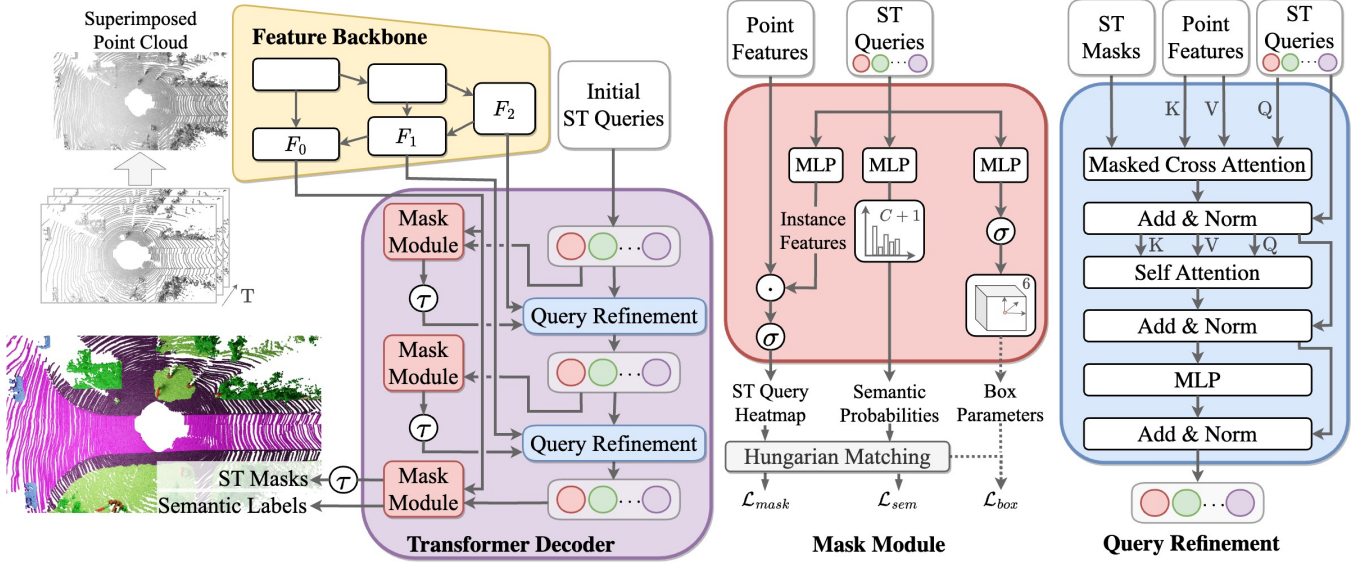 Superimposed
Point Cloud
T
Feature Backbone
F0
F1
F2
Initial
ST Queries
Mask
Module
τ
Query Refinement
Mask
Module
τ
Query Refinement
Mask
Module
τ
ST Masks
Semantic Labels
Transformer Decoder
Point
Features
ST
Queries
MLP
MLP
MLP
Instance
Features
C + 1
σ
6
σ
ST Query
Heatmap
Semantic
Probabilities
Box
Parameters
Hungarian Matching
ℒmask
ℒsem
ℒbox
Mask Module
ST
Masks
Point
Features
ST
Queries
K
V
Q
Masked Cross Attention
Add & Norm
K
V
Q
Self Attention
Add & Norm
MLP
Add & Norm
Query Refinement